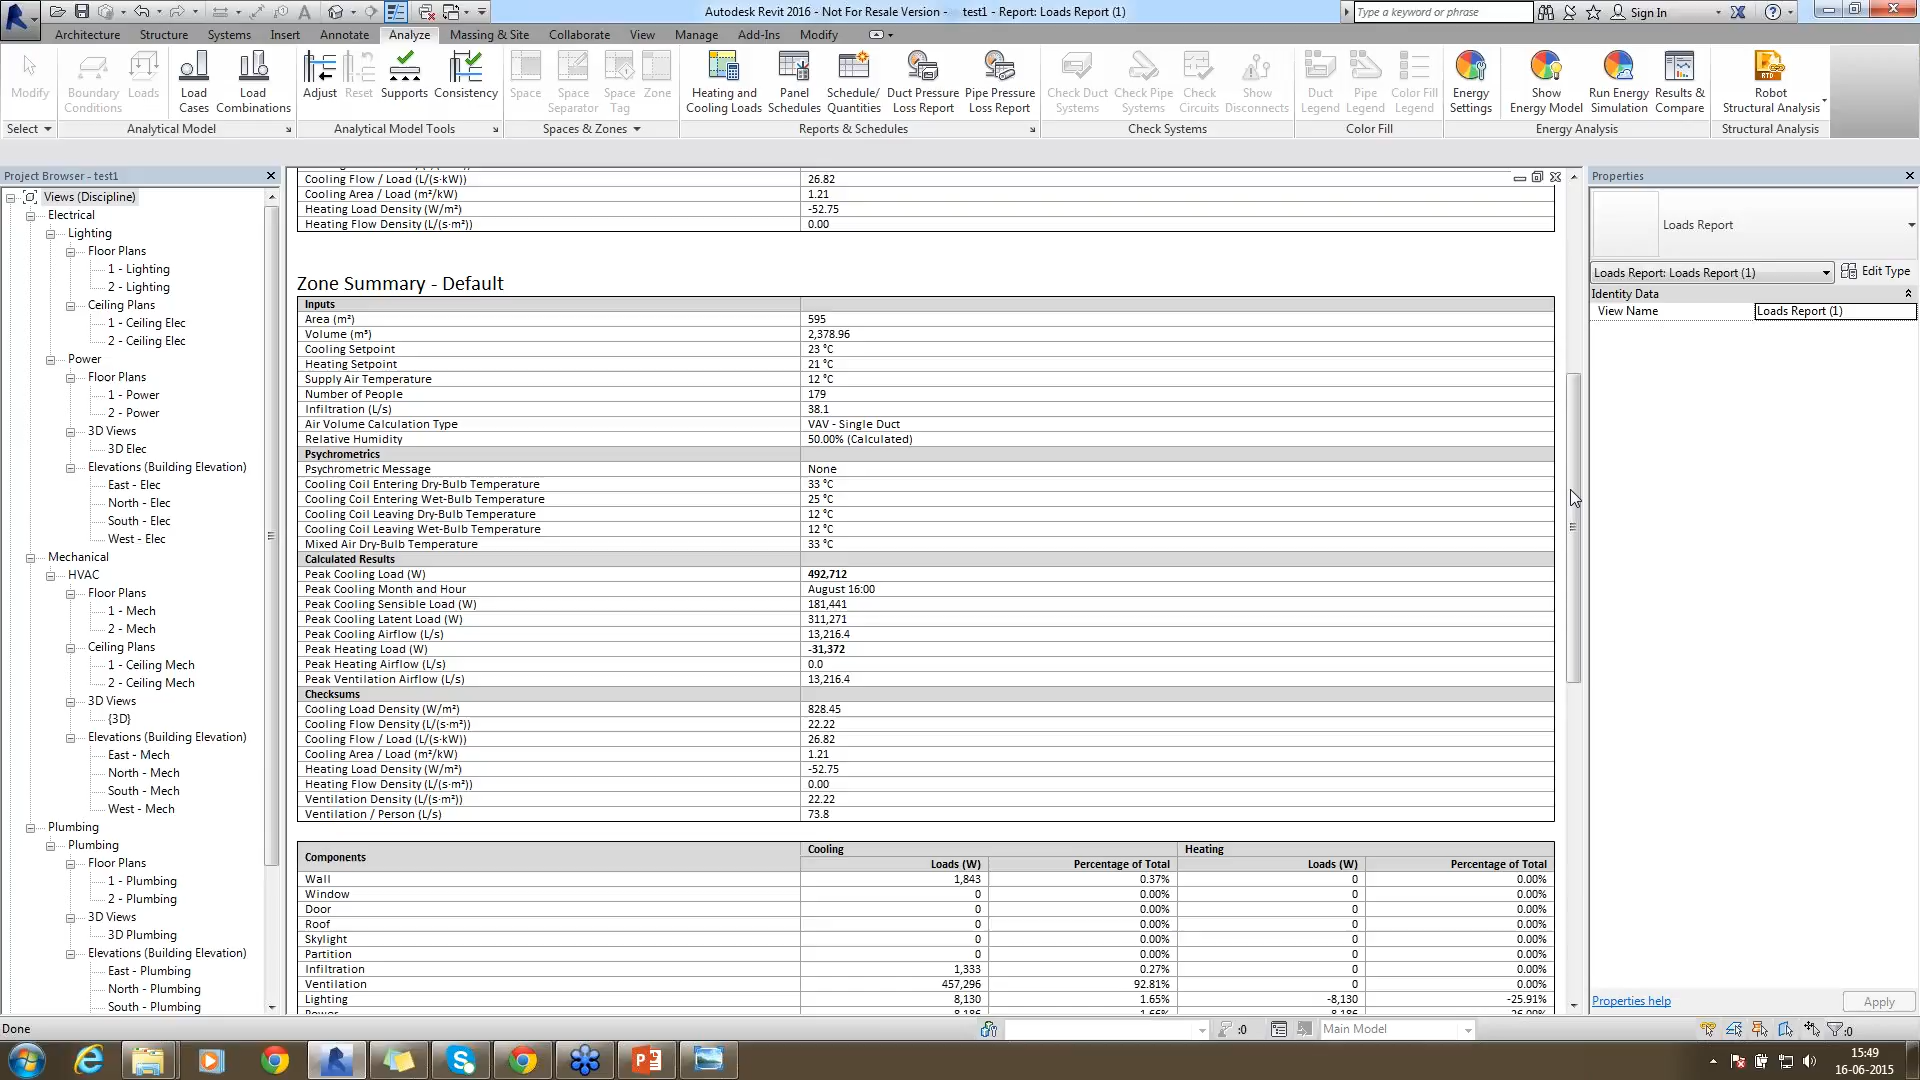 Autodesk Revit 2016 - Not For Resale Version - test1 - Report: Loads Report (1)
Type a keyword or phrase
Sign In
Architecture Structure Systems Insert Annotate Analyze Massing & Site Collaborate View Manage Add-Ins Modify
Modify
Boundary Conditions
Loads
Load Cases
Load Combinations
Adjust
Reset
Supports
Consistency
Space
Space Separator
Space Tag
Zone
Heating and Cooling Loads
Panel Schedules
Schedule/ Quantities
Duct Pressure Loss Report
Pipe Pressure Loss Report
Check Duct Systems
Check Pipe Systems
Check Circuits
Show Disconnects
Duct Legend
Pipe Legend
Color Fill Legend
Energy Settings
Show Energy Model
Run Energy Simulation
Results & Compare
Robot Structural Analysis
Select
Analytical Model
Analytical Model Tools
Spaces & Zones
Reports & Schedules
Check Systems
Color Fill
Energy Analysis
Structural Analysis
Project Browser - test1
Views (Discipline)
Electrical
Lighting
Floor Plans
1 - Lighting
2 - Lighting
Ceiling Plans
1 - Ceiling Elec
2 - Ceiling Elec
Power
Floor Plans
1 - Power
2 - Power
3D Views
3D Elec
Elevations (Building Elevation)
East - Elec
North - Elec
South - Elec
West - Elec
Mechanical
HVAC
Floor Plans
1 - Mech
2 - Mech
Ceiling Plans
1 - Ceiling Mech
2 - Ceiling Mech
3D Views
{3D}
Elevations (Building Elevation)
East - Mech
North - Mech
South - Mech
West - Mech
Plumbing
Plumbing
Floor Plans
1 - Plumbing
2 - Plumbing
3D Views
3D Plumbing
Elevations (Building Elevation)
East - Plumbing
North - Plumbing
South - Plumbing
Cooling Flow / Load (L/(s·kW)) 26.82
Cooling Area / Load (m²/kW) 1.21
Heating Load Density (W/m²) -52.75
Heating Flow Density (L/(s·m²)) 0.00
Zone Summary - Default
Inputs
Area (m²) 595
Volume (m³) 2,378.96
Cooling Setpoint 23 °C
Heating Setpoint 21 °C
Supply Air Temperature 12 °C
Number of People 179
Infiltration (L/s) 38.1
Air Volume Calculation Type VAV - Single Duct
Relative Humidity 50.00% (Calculated)
Psychrometrics
Psychrometric Message None
Cooling Coil Entering Dry-Bulb Temperature 33 °C
Cooling Coil Entering Wet-Bulb Temperature 25 °C
Cooling Coil Leaving Dry-Bulb Temperature 12 °C
Cooling Coil Leaving Wet-Bulb Temperature 12 °C
Mixed Air Dry-Bulb Temperature 33 °C
Calculated Results
Peak Cooling Load (W) 492,712
Peak Cooling Month and Hour August 16:00
Peak Cooling Sensible Load (W) 181,441
Peak Cooling Latent Load (W) 311,271
Peak Cooling Airflow (L/s) 13,216.4
Peak Heating Load (W) -31,372
Peak Heating Airflow (L/s) 0.0
Peak Ventilation Airflow (L/s) 13,216.4
Checksums
Cooling Load Density (W/m²) 828.45
Cooling Flow Density (L/(s·m²)) 22.22
Cooling Flow / Load (L/(s·kW)) 26.82
Cooling Area / Load (m²/kW) 1.21
Heating Load Density (W/m²) -52.75
Heating Flow Density (L/(s·m²)) 0.00
Ventilation Density (L/(s·m²)) 22.22
Ventilation / Person (L/s) 73.8
Components Cooling Heating
Loads (W) Percentage of Total Loads (W) Percentage of Total
Wall 1,843 0.37% 0 0.00%
Window 0 0.00% 0 0.00%
Door 0 0.00% 0 0.00%
Roof 0 0.00% 0 0.00%
Skylight 0 0.00% 0 0.00%
Partition 0 0.00% 0 0.00%
Infiltration 1,333 0.27% 0 0.00%
Ventilation 457,296 92.81% 0 0.00%
Lighting 8,130 1.65% -8,130 -25.91%
Power 8,186 1.66% -8,186 -26.09%
Properties
Loads Report
Loads Report: Loads Report (1)
Edit Type
Identity Data
View Name Loads Report (1)
Properties help
Apply
Done
:0
Main Model
:0
15:49
16-06-2015